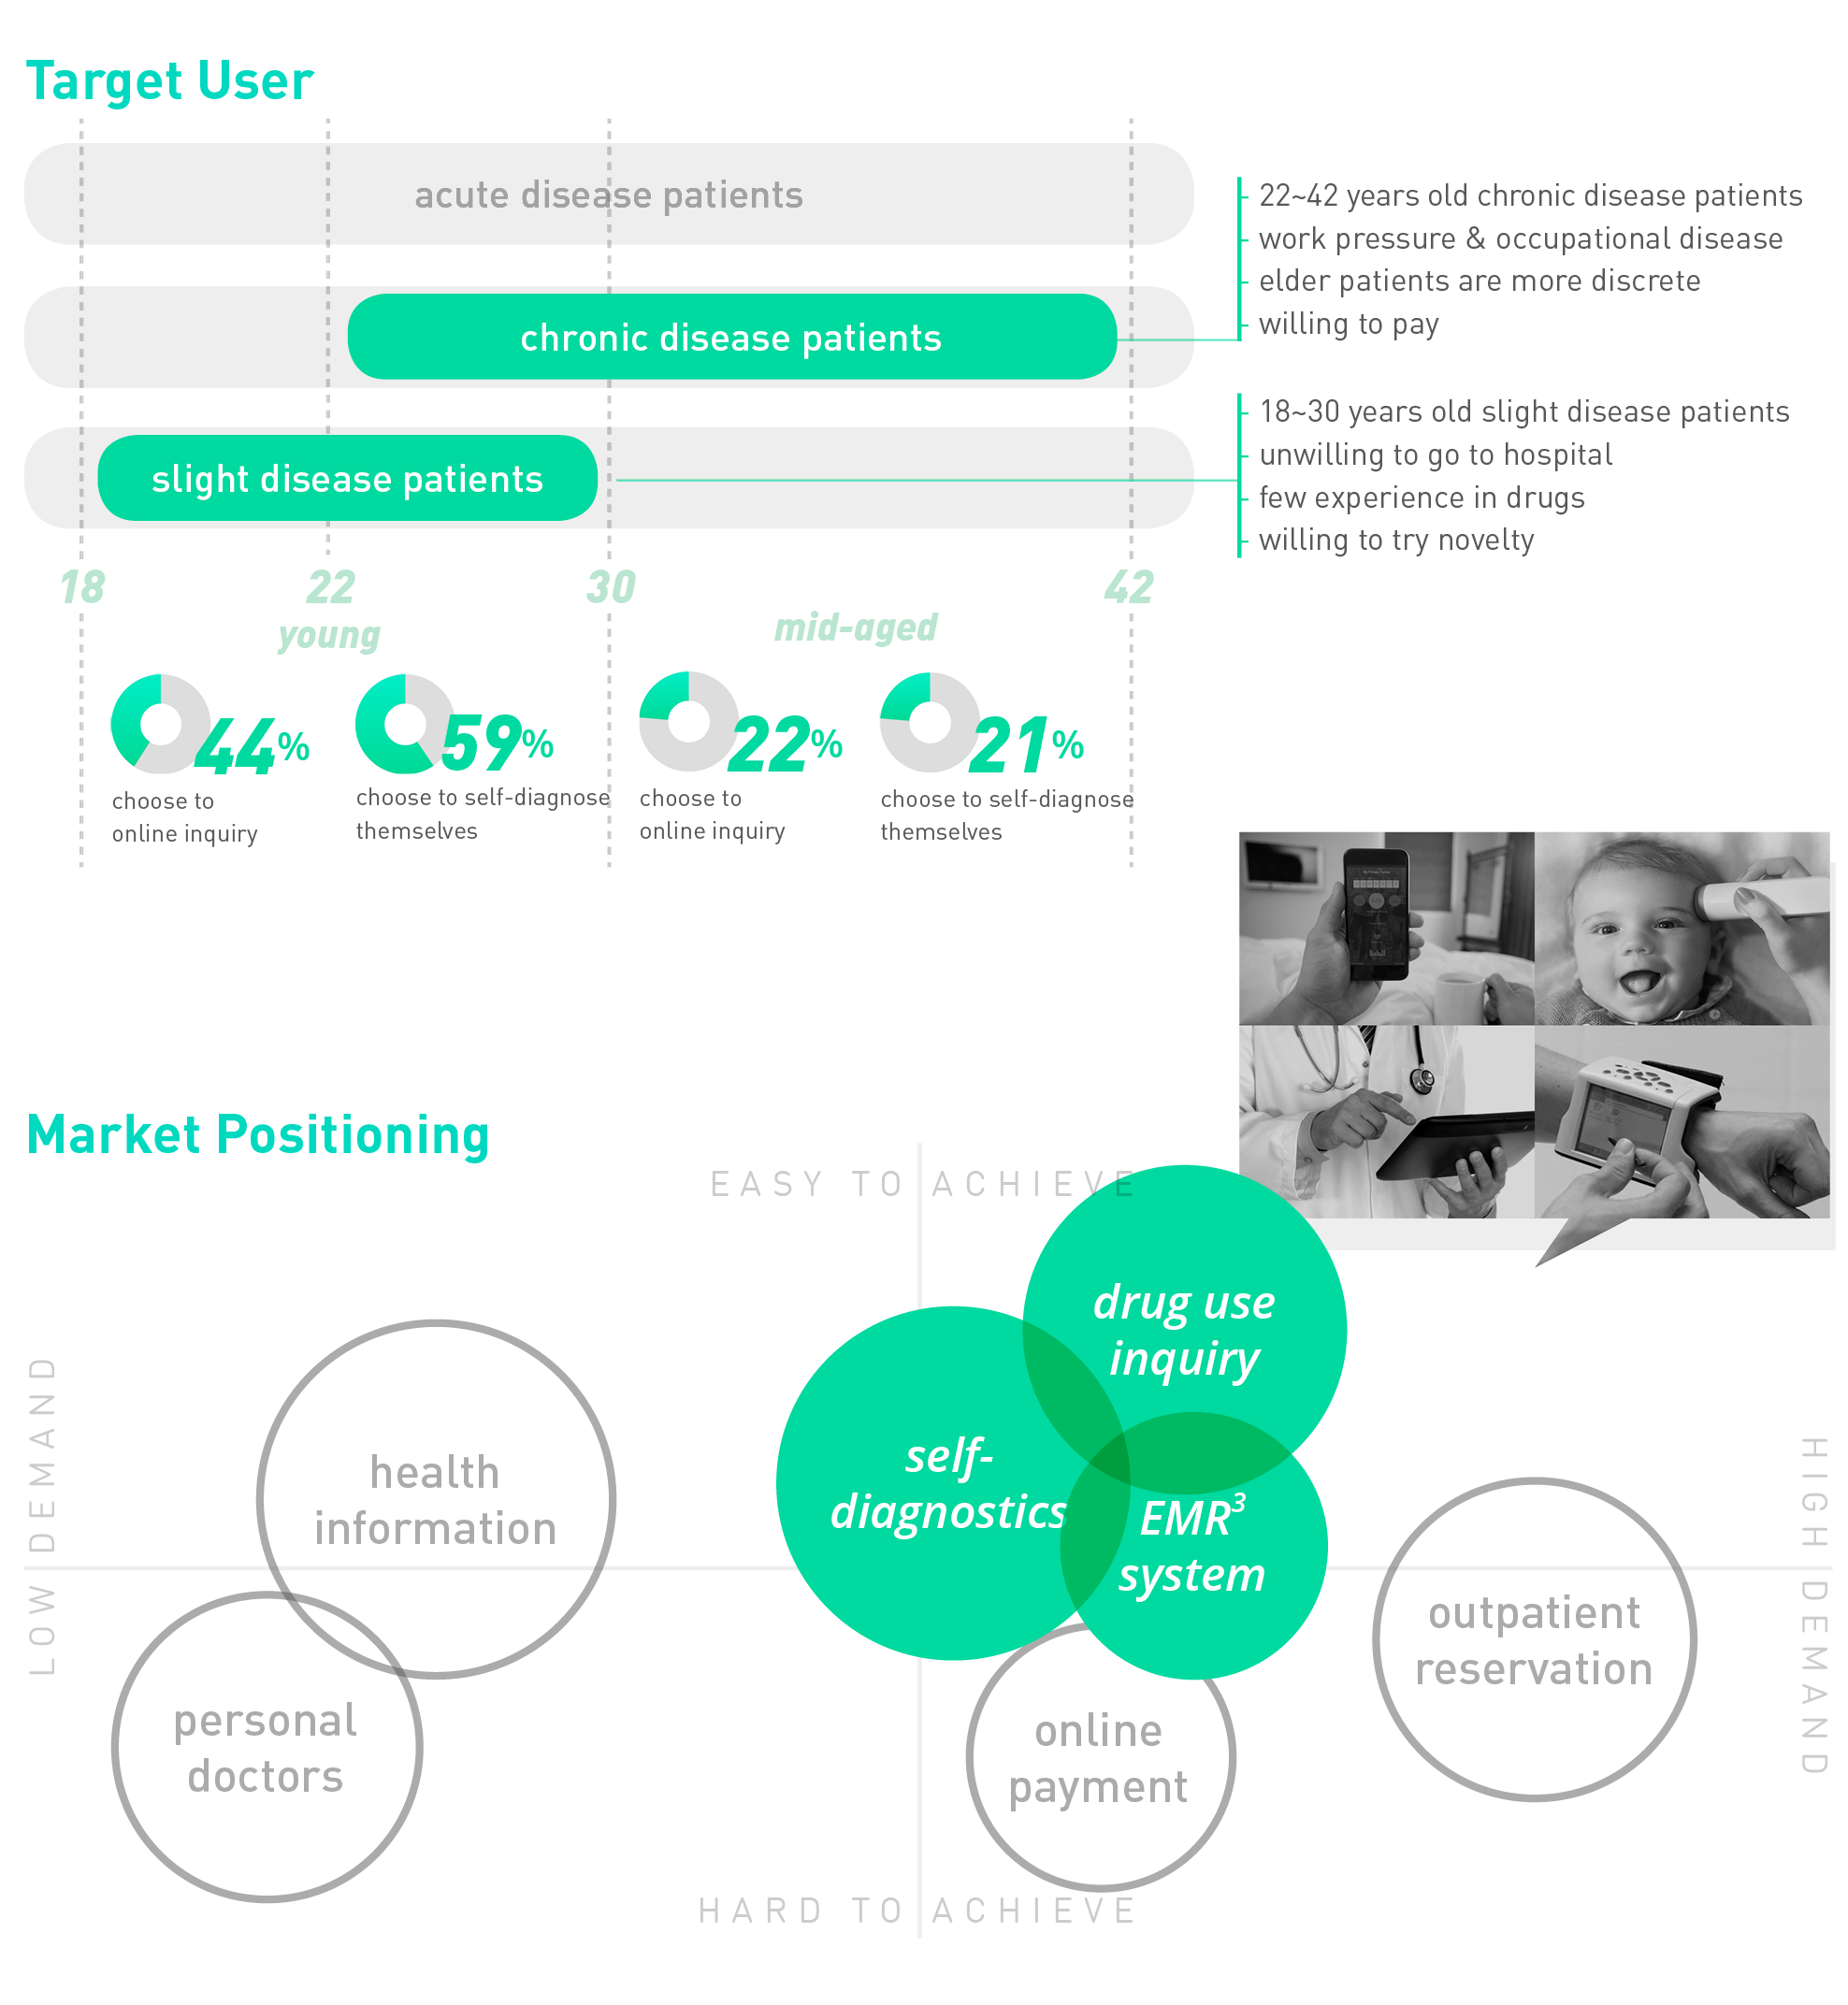 Target User
acute disease patients
chronic disease patients
slight disease patients
22~42 years old chronic disease patients
work pressure & occupational disease
elder patients are more discrete
willing to pay
18~30 years old slight disease patients
unwilling to go to hospital
few experience in drugs
willing to try novelty
18
22
30
42
young
mid-aged
44%
choose to
online inquiry
59%
choose to self-diagnose
themselves
22%
choose to
online inquiry
21%
choose to self-diagnose
themselves
Market Positioning
EASY TO ACHIEVE
LOW DEMAND
HIGH DEMAND
HARD TO ACHIEVE
drug use
inquiry
self-
diagnostics
EMR³
system
health
information
personal
doctors
online
payment
outpatient
reservation